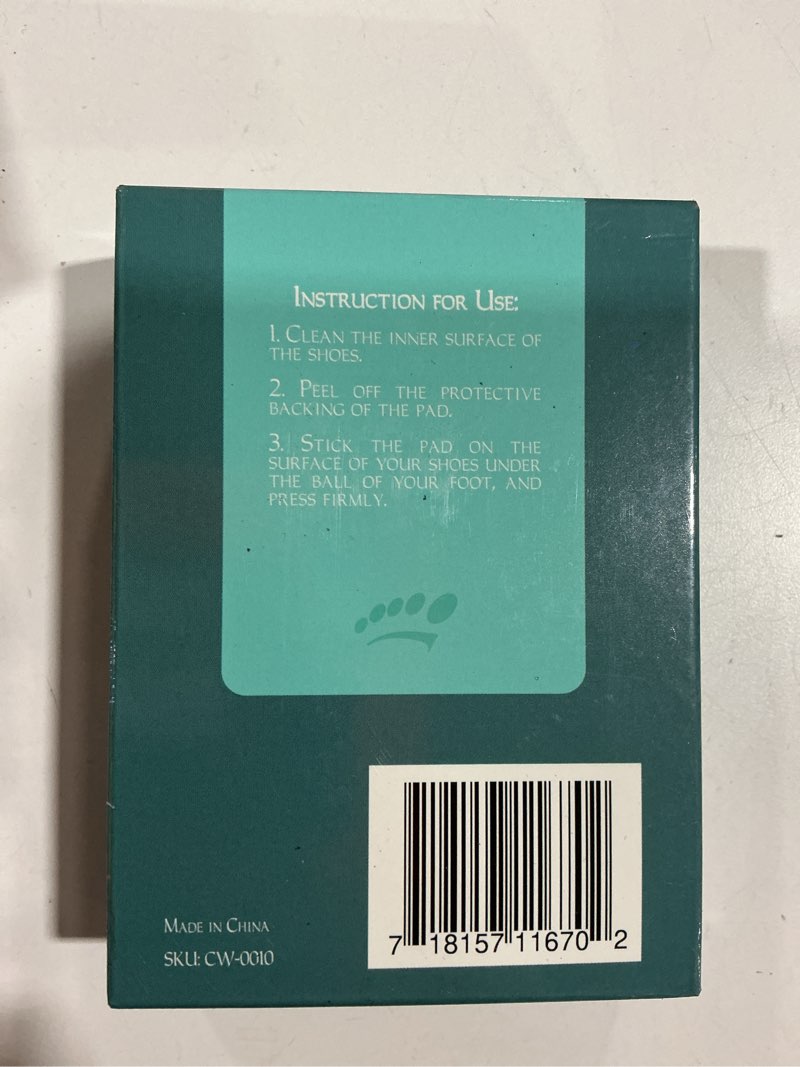 INSTRUCTION FOR USE:
1. CLEAN THE INNER SURFACE OF
THE SHOES.
2. PEEL OFF THE PROTECTIVE
BACKING OF THE PAD.
3. STICK THE PAD ON THE
SURFACE OF YOUR SHOES UNDER
THE BALL OF YOUR FOOT, AND
PRESS FIRMLY.
MADE IN CHINA
SKU: CW-0010
7 18157 11670 2